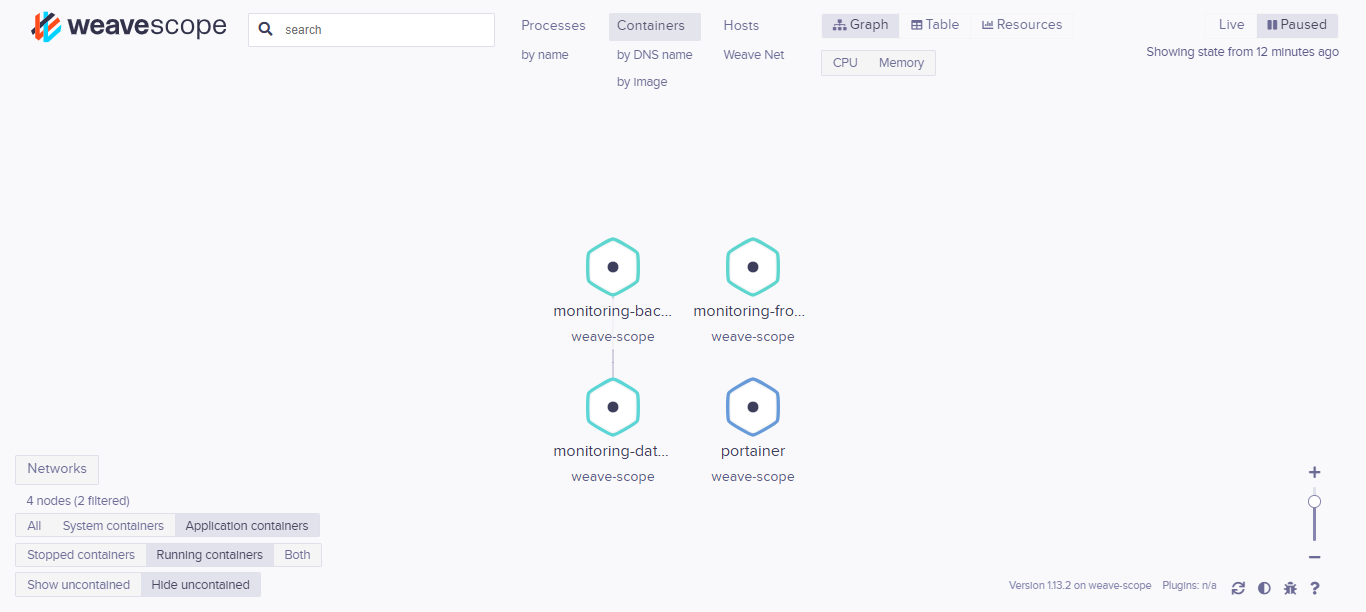 weavescope
search
Processes
by name
Containers
by DNS name
by image
Hosts
Weave Net
Graph
Table
Resources
CPU
Memory
Live
Paused
Showing state from 12 minutes ago
monitoring-bac...
weave-scope
monitoring-fro...
weave-scope
monitoring-dat...
weave-scope
portainer
weave-scope
Networks
4 nodes (2 filtered)
All System containers Application containers
Stopped containers Running containers Both
Show uncontained Hide uncontained
+
−
Version 1.13.2 on weave-scope Plugins: n/a ?